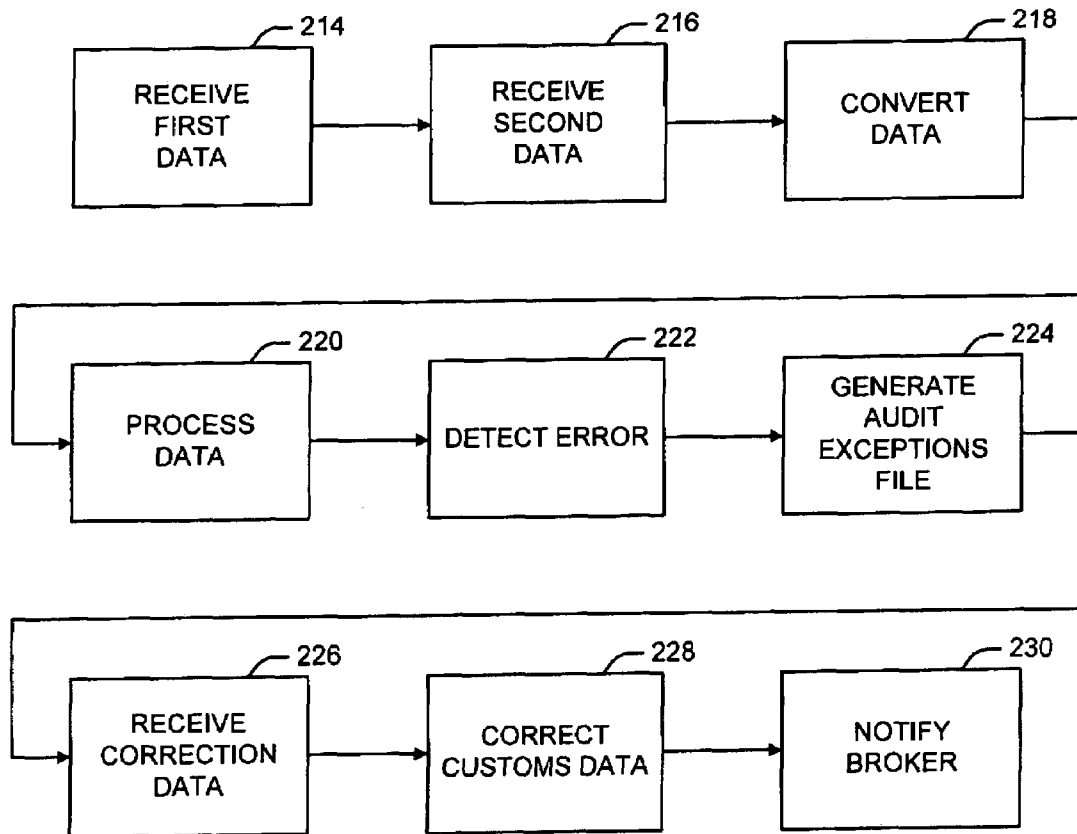 214
RECEIVE
FIRST
DATA
216
RECEIVE
SECOND
DATA
218
CONVERT
DATA
220
PROCESS
DATA
222
DETECT ERROR
224
GENERATE
AUDIT
EXCEPTIONS
FILE
226
RECEIVE
CORRECTION
DATA
228
CORRECT
CUSTOMS DATA
230
NOTIFY
BROKER